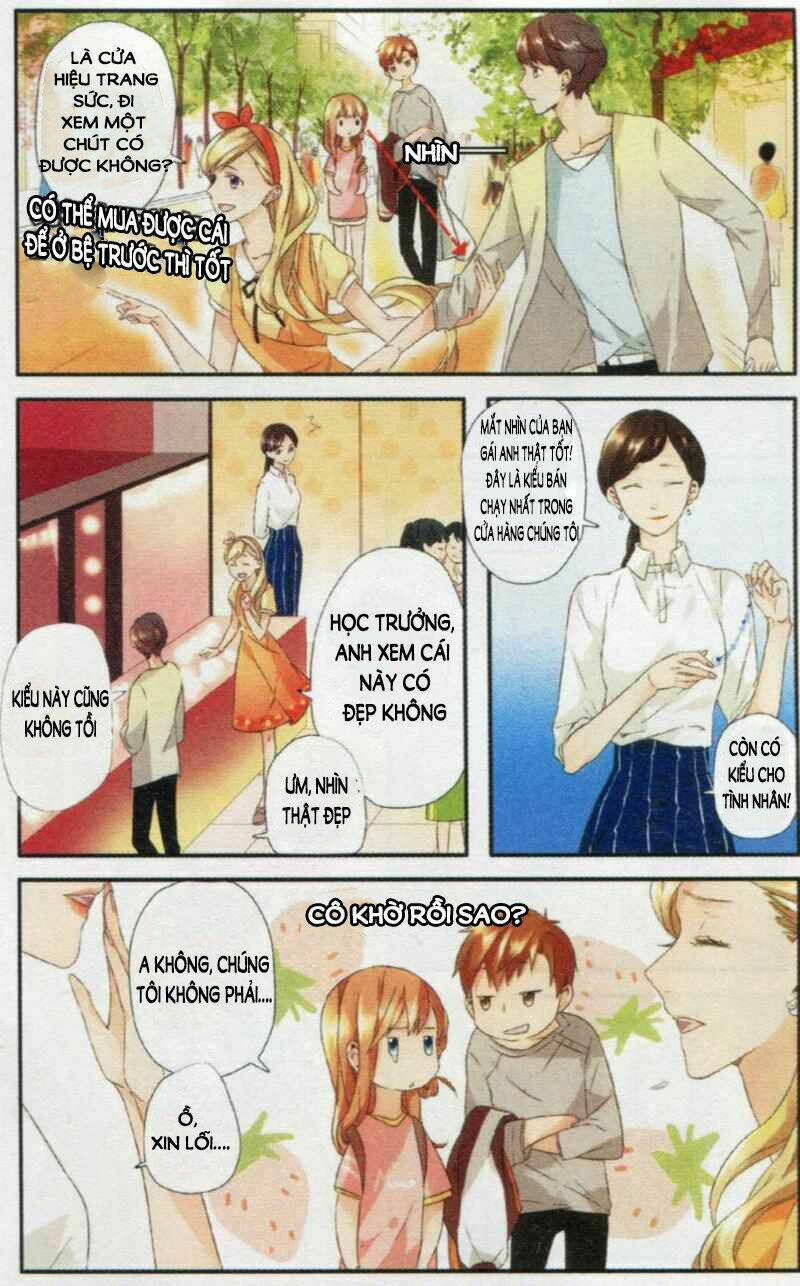 LÀ CỬA
HIỆU TRANG
SỨC, ĐI
XEM MỘT
CHÚT CÓ
ĐƯỢC KHÔNG?
CÓ THỂ MUA ĐƯỢC CÁI
ĐỂ Ở BỆ TRƯỚC THÌ TỐT
NHÌN
HỌC TRƯỞNG,
ANH XEM CÁI
NÀY CÓ
ĐẸP KHÔNG
KIỂU NÀY CŨNG
KHÔNG TỒI
ƯM, NHÌN
THẬT ĐẸP
MẮT NHÌN CỦA BẠN
GÁI ANH THẬT TỐT!
ĐÂY LÀ KIỂU BÁN
CHẠY NHẤT TRONG
CỬA HÀNG CHÚNG TÔI
CÒN CÓ
KIỂU CHO
TÌNH NHÂN!
CÔ KHỜ RỒI SAO?
A KHÔNG, CHÚNG
TÔI KHÔNG PHẢI....
Ồ,
XIN LỖI....